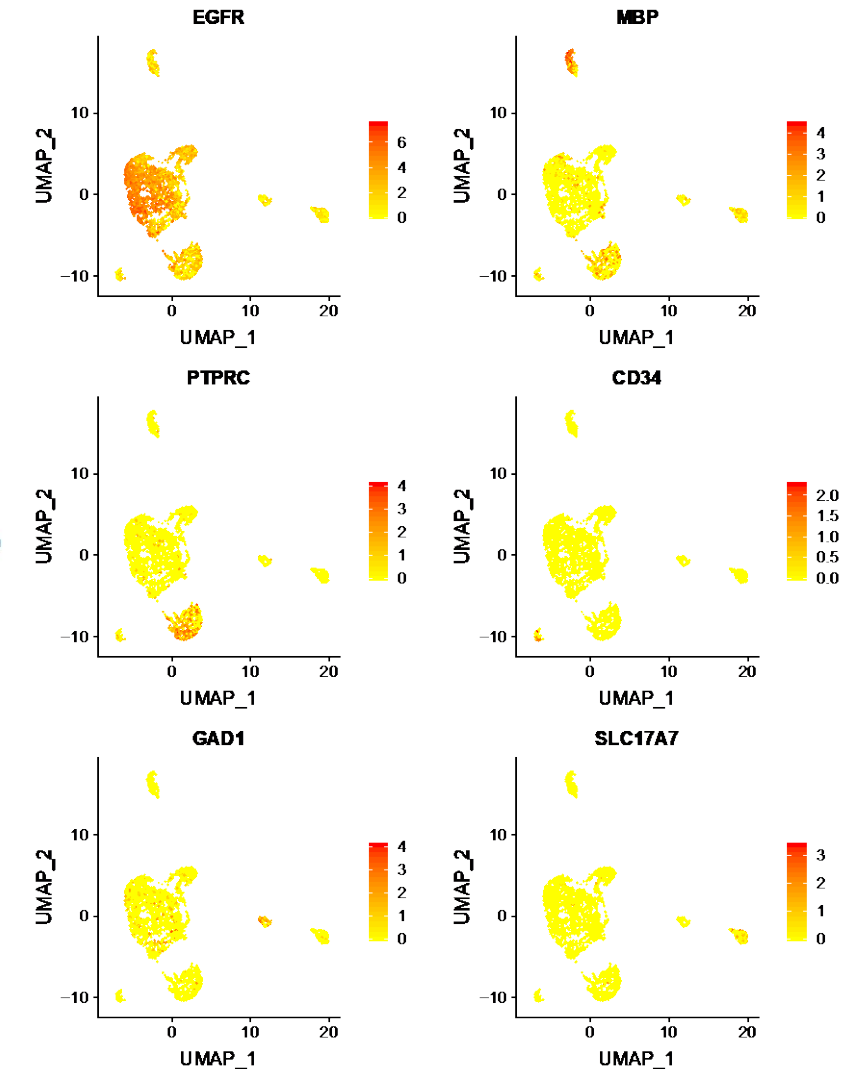 EGFR MBP
10 6 10 4
UMAP_2 4 UMAP_2 3
0 2 0 2
0 1
−10 −10 0
0 10 20 0 10 20
UMAP_1 UMAP_1
PTPRC CD34
10 4 10 2.0
UMAP_2 3 UMAP_2 1.5
2 1.0
0 1 0 0.5
0 0.0
−10 −10
0 10 20 0 10 20
UMAP_1 UMAP_1
GAD1 SLC17A7
10 4 10 3
UMAP_2 3 UMAP_2 2
2
0 1 0 1
0 0
−10 −10
0 10 20 0 10 20
UMAP_1 UMAP_1